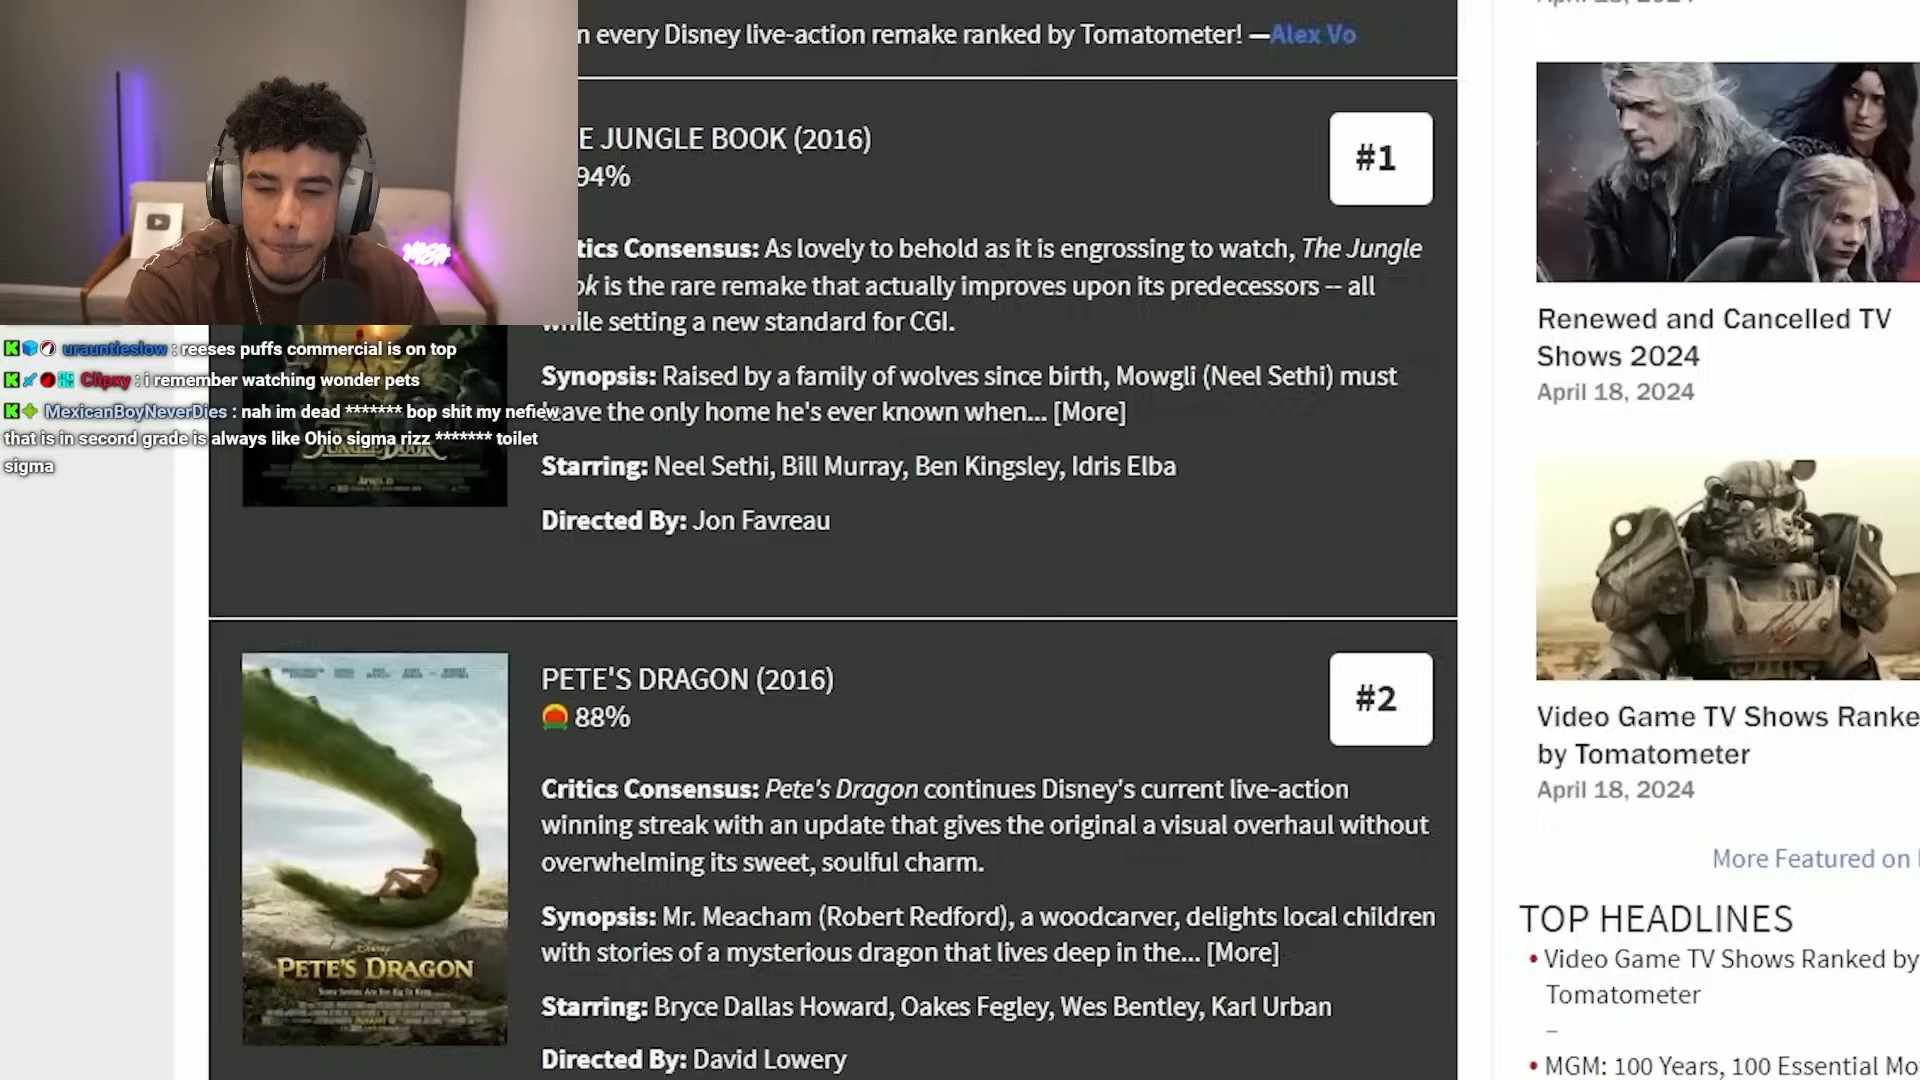 n every Disney live-action remake ranked by Tomatometer! —Alex Vo
E JUNGLE BOOK (2016)
94%
#1
tics Consensus: As lovely to behold as it is engrossing to watch, The Jungle
ok is the rare remake that actually improves upon its predecessors -- all
while setting a new standard for CGI.
Synopsis: Raised by a family of wolves since birth, Mowgli (Neel Sethi) must
leave the only home he's ever known when... [More]
Starring: Neel Sethi, Bill Murray, Ben Kingsley, Idris Elba
Directed By: Jon Favreau
urauntieslow : reeses puffs commercial is on top
Clipxy : i remember watching wonder pets
MexicanBoyNeverDies : nah im dead ******* bop shit my nefiew
that is in second grade is always like Ohio sigma rizz ******* toilet
sigma
JUNGLE BOOK
PETE'S DRAGON (2016)
88%
#2
Critics Consensus: Pete's Dragon continues Disney's current live-action
winning streak with an update that gives the original a visual overhaul without
overwhelming its sweet, soulful charm.
Synopsis: Mr. Meacham (Robert Redford), a woodcarver, delights local children
with stories of a mysterious dragon that lives deep in the... [More]
Starring: Bryce Dallas Howard, Oakes Fegley, Wes Bentley, Karl Urban
Directed By: David Lowery
Disney
PETE'S DRAGON
April 18, 2024
Renewed and Cancelled TV
Shows 2024
April 18, 2024
Video Game TV Shows Ranke
by Tomatometer
April 18, 2024
More Featured on
TOP HEADLINES
• Video Game TV Shows Ranked by
Tomatometer
–
• MGM: 100 Years, 100 Essential Mo